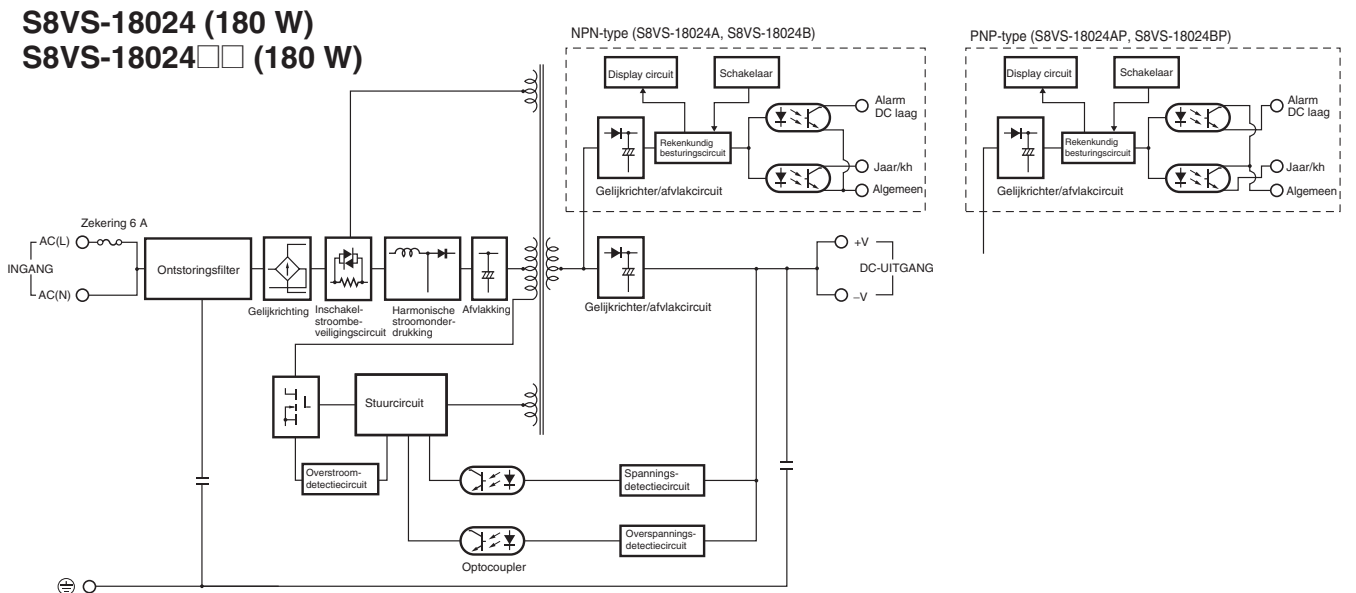 S8VS-18024 (180 W)
S8VS-18024□□ (180 W)
NPN-type (S8VS-18024A, S8VS-18024B)
Display circuit
Schakelaar
Alarm
DC laag
Rekenkundig
besturingscircuit
Jaar/kh
Algemeen
Gelijkrichter/afvlakcircuit
PNP-type (S8VS-18024AP, S8VS-18024BP)
Display circuit
Schakelaar
Alarm
DC laag
Rekenkundig
besturingscircuit
Jaar/kh
Algemeen
Gelijkrichter/afvlakcircuit
Zekering 6 A
AC(L)
INGANG
AC(N)
Ontstoringsfilter
Gelijkrichting
Inschakel-
stroombe-
veiligingscircuit
Harmonische
stroomonder-
drukking
Afvlakking
Gelijkrichter/afvlakcircuit
+V
DC-UITGANG
–V
Stuurcircuit
Overstroom-
detectiecircuit
Spannings-
detectiecircuit
Overspannings-
detectiecircuit
Optocoupler